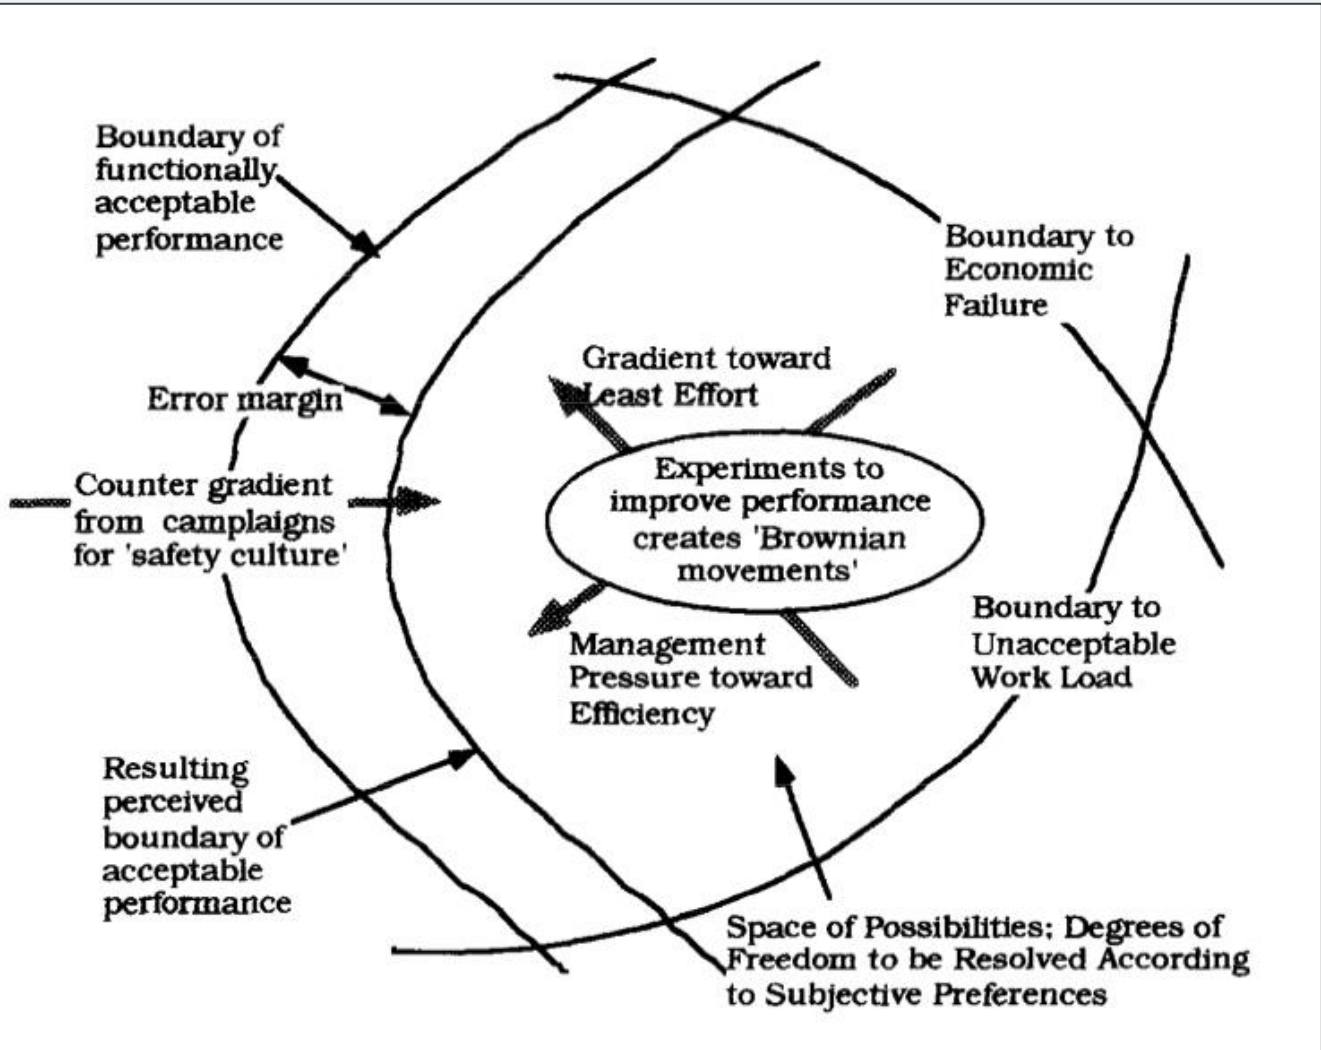 Boundary of
functionally
acceptable
performance
Boundary to
Economic
Failure
Gradient toward
Least Effort
Error margin
Experiments to
improve performance
creates 'Brownian
movements'
Counter gradient
from camplaigns
for 'safety culture'
Boundary to
Unacceptable
Work Load
Management
Pressure toward
Efficiency
Resulting
perceived
boundary of
acceptable
performance
Space of Possibilities; Degrees of
Freedom to be Resolved According
to Subjective Preferences